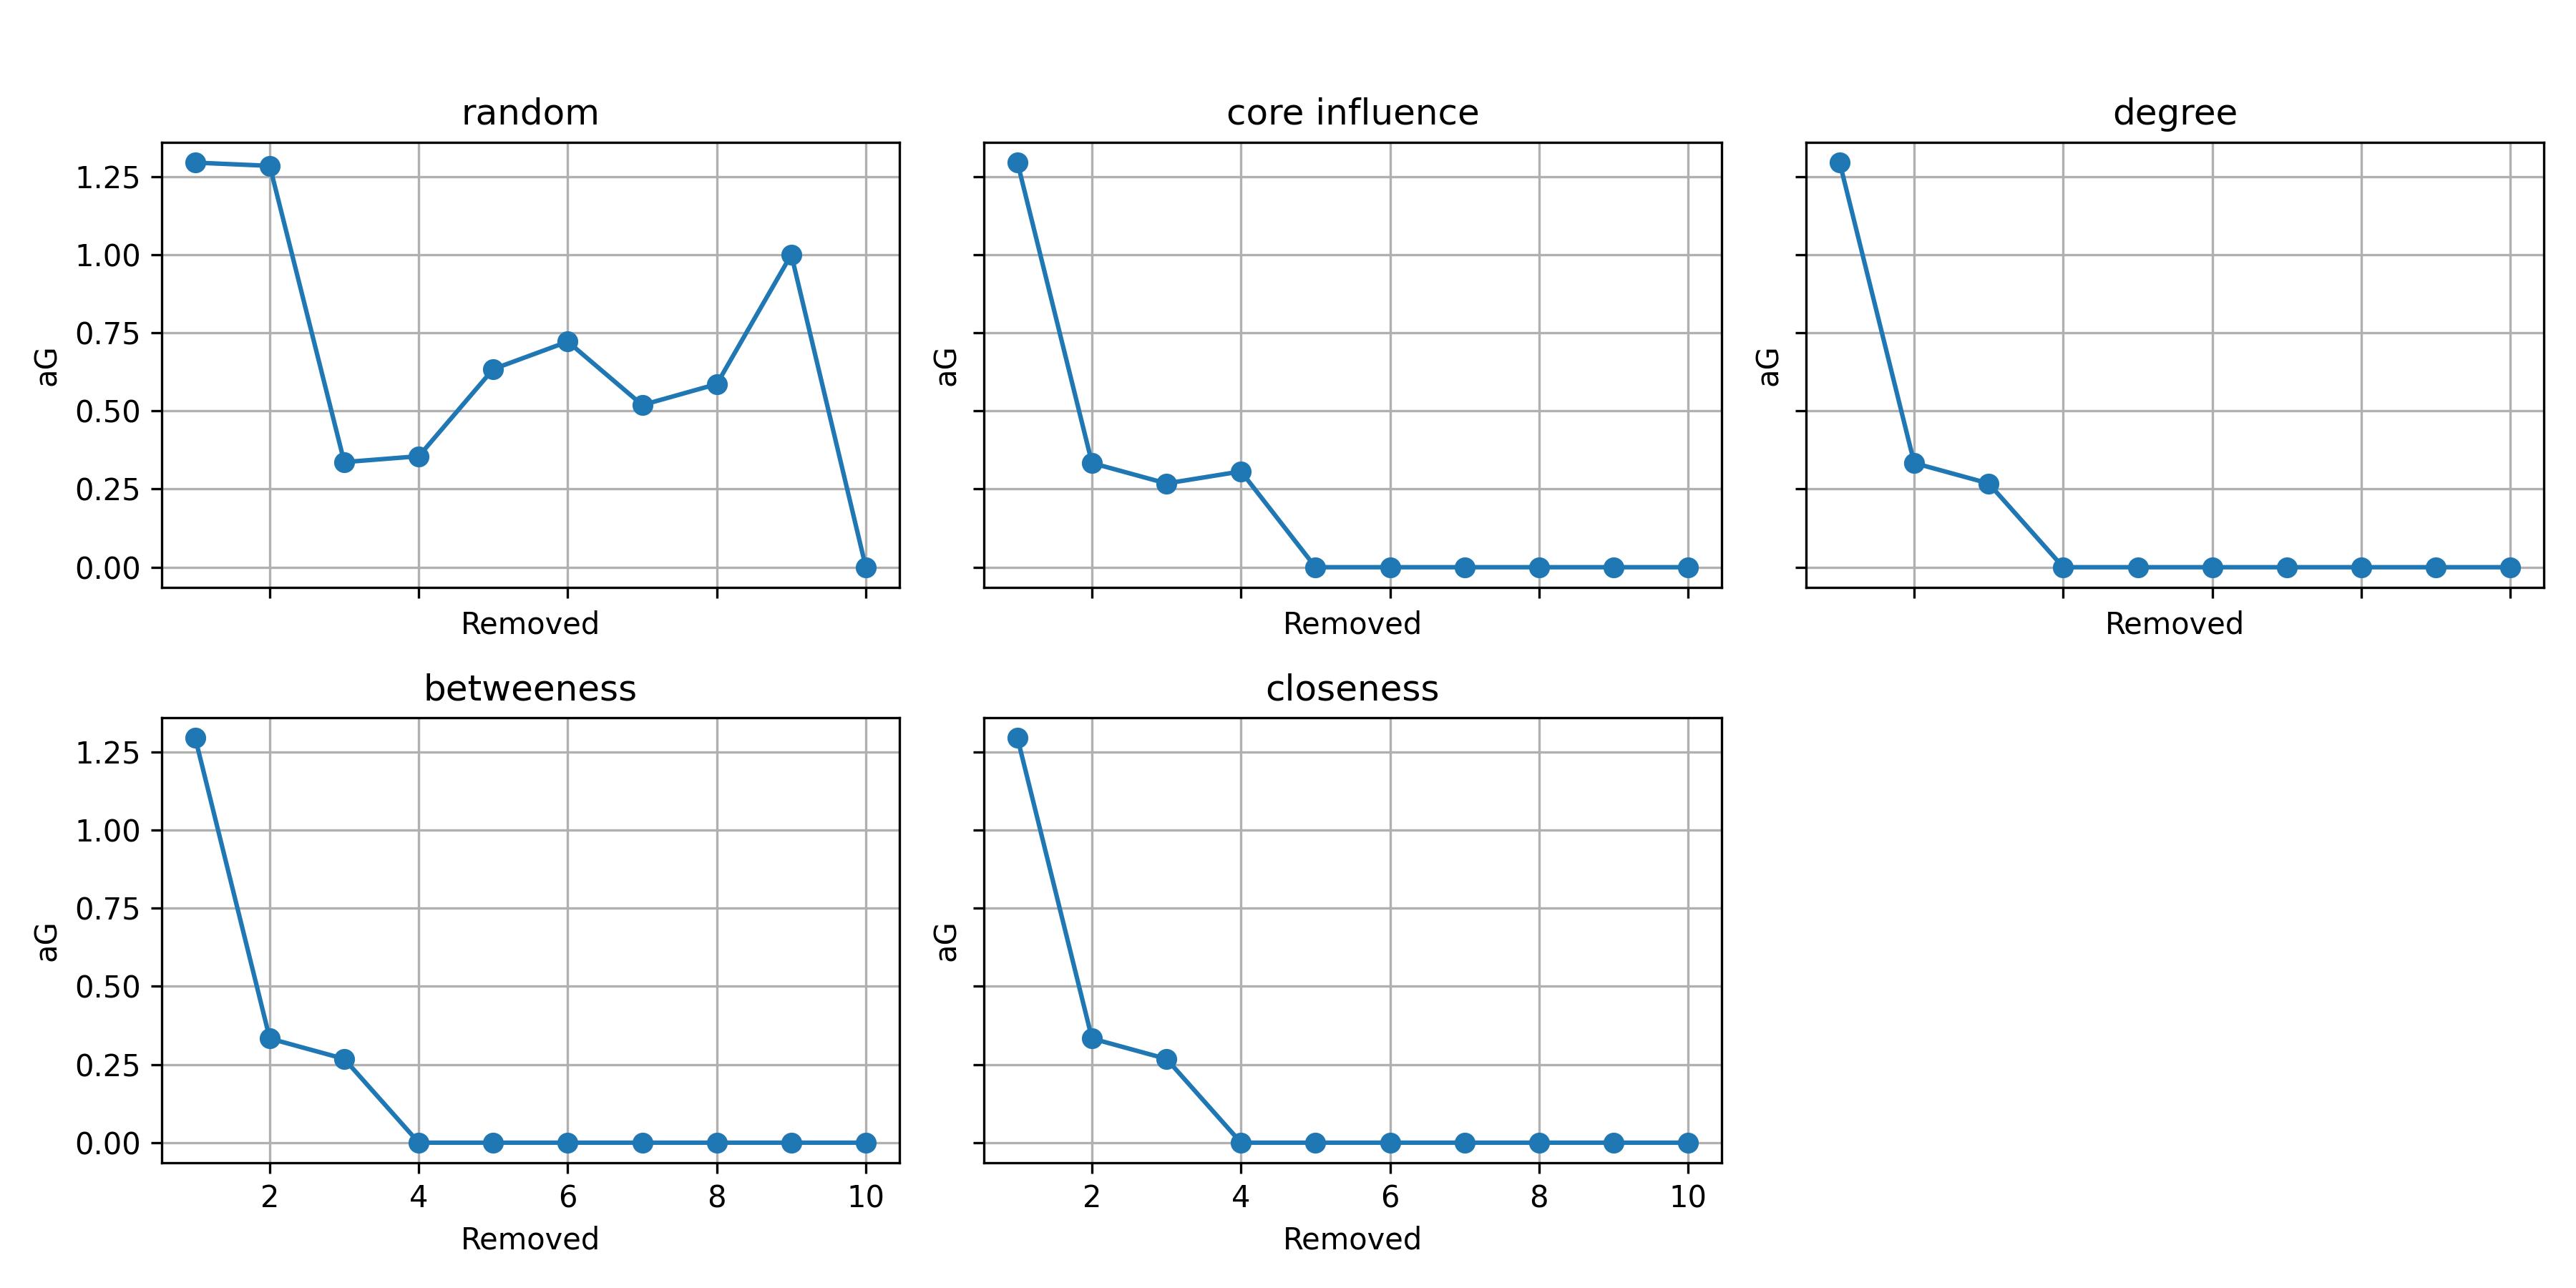 random
core influence
degree
1.25
1.00
0.75
0.50
0.25
0.00
aG
aG
aG
Removed
Removed
Removed
betweeness
closeness
1.25
1.00
0.75
0.50
0.25
0.00
aG
aG
2 4 6 8 10
2 4 6 8 10
Removed
Removed